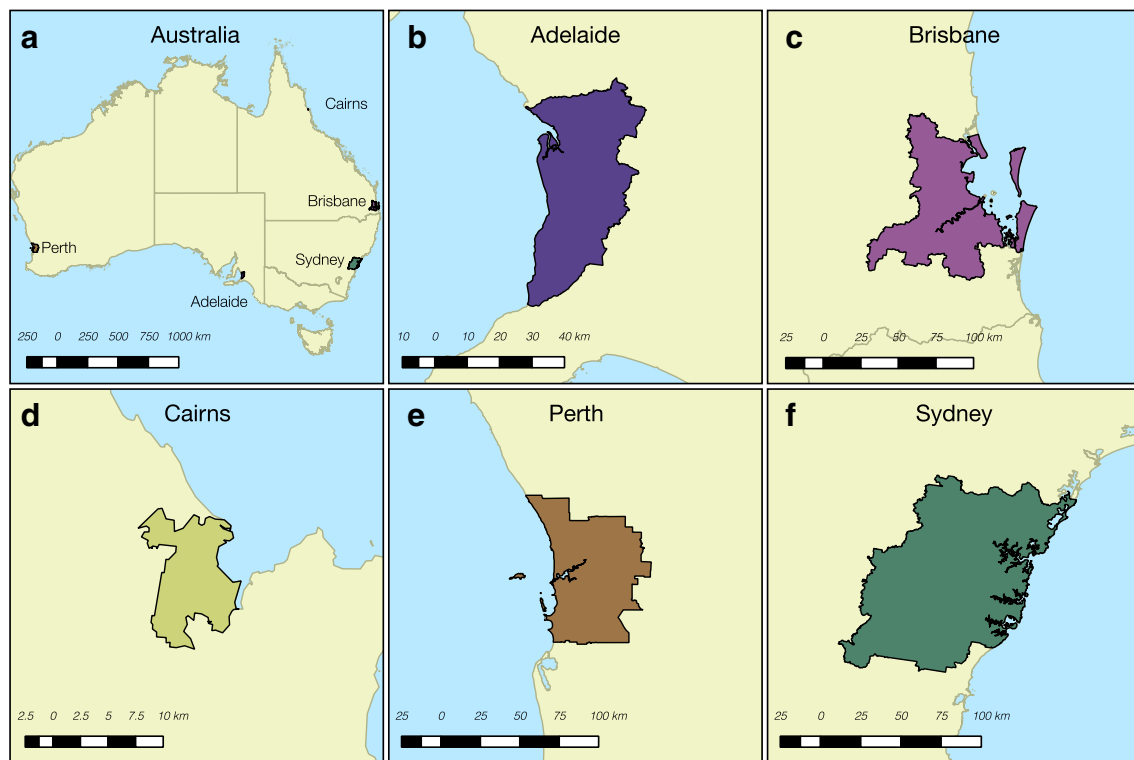 a Australia
Cairns
Brisbane
Perth
Sydney
Adelaide
250 0 250 500 750 1000 km
b Adelaide
10 0 10 20 30 40 km
c Brisbane
25 0 25 50 75 100 km
d Cairns
2.5 0 2.5 5 7.5 10 km
e Perth
25 0 25 50 75 100 km
f Sydney
25 0 25 50 75 100 km